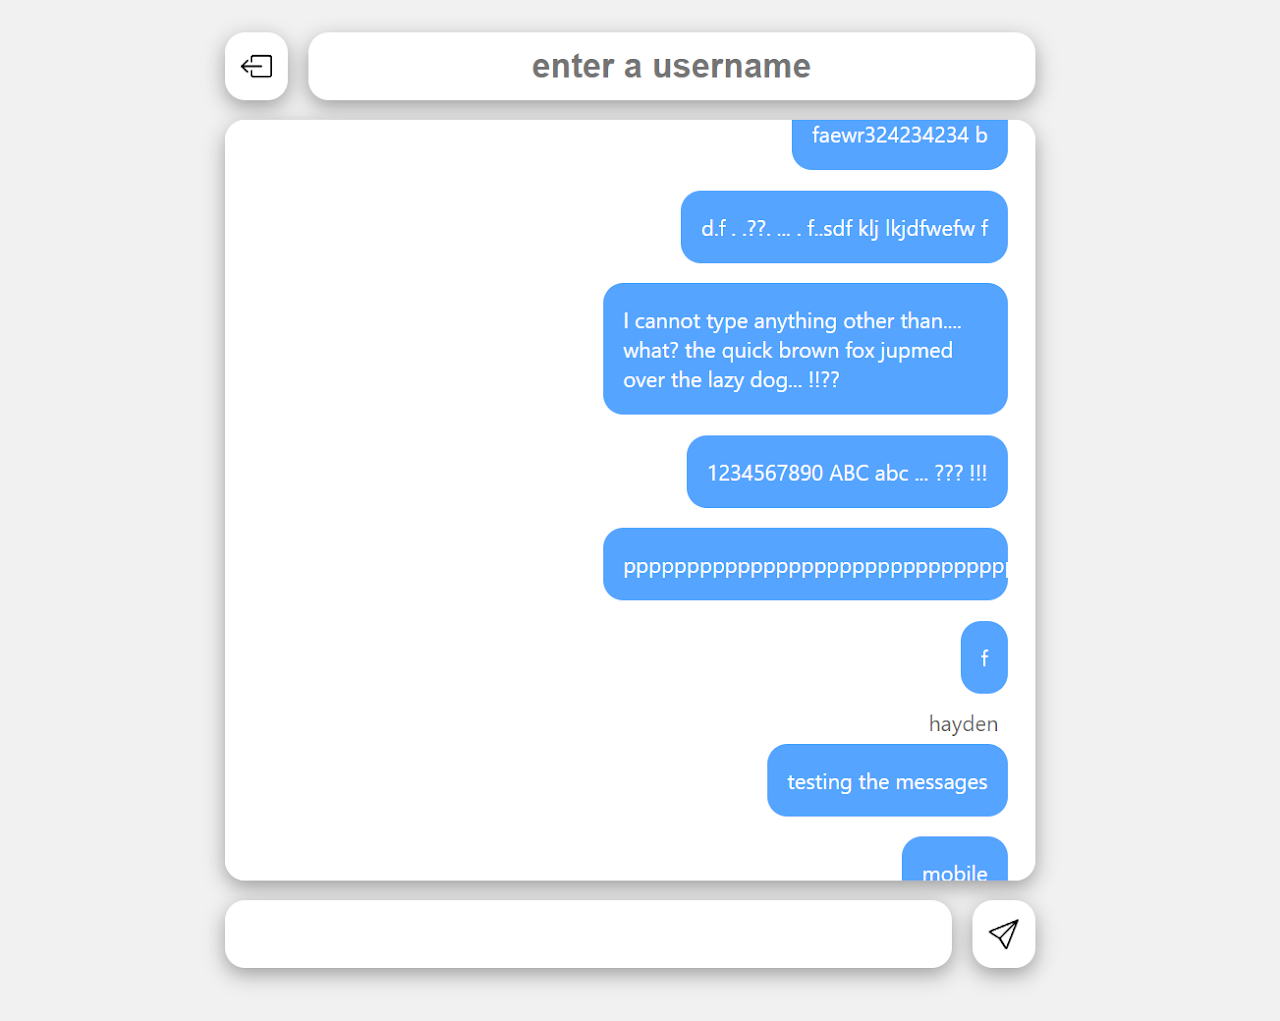 enter a username
faewr324234234 b
d.f . .??. ... . f..sdf klj lkjdfwefw f
I cannot type anything other than....
what? the quick brown fox jupmed
over the lazy dog... !!??
1234567890 ABC abc ... ??? !!!
pppppppppppppppppppppppppppppppp
f
hayden
testing the messages
mobile